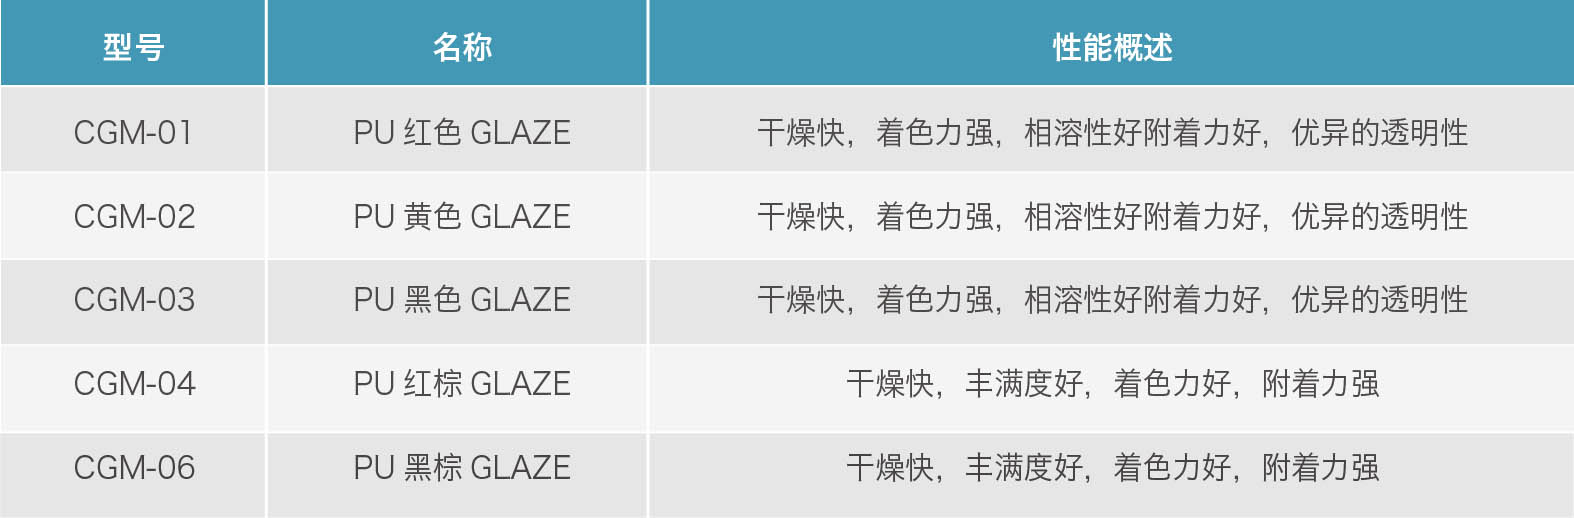 型号 名称 性能概述
CGM-01 PU 红色 GLAZE 干燥快，着色力强，相溶性好附着力好，优异的透明性
CGM-02 PU 黄色 GLAZE 干燥快，着色力强，相溶性好附着力好，优异的透明性
CGM-03 PU 黑色 GLAZE 干燥快，着色力强，相溶性好附着力好，优异的透明性
CGM-04 PU 红棕 GLAZE 干燥快，丰满度好，着色力好，附着力强
CGM-06 PU 黑棕 GLAZE 干燥快，丰满度好，着色力好，附着力强